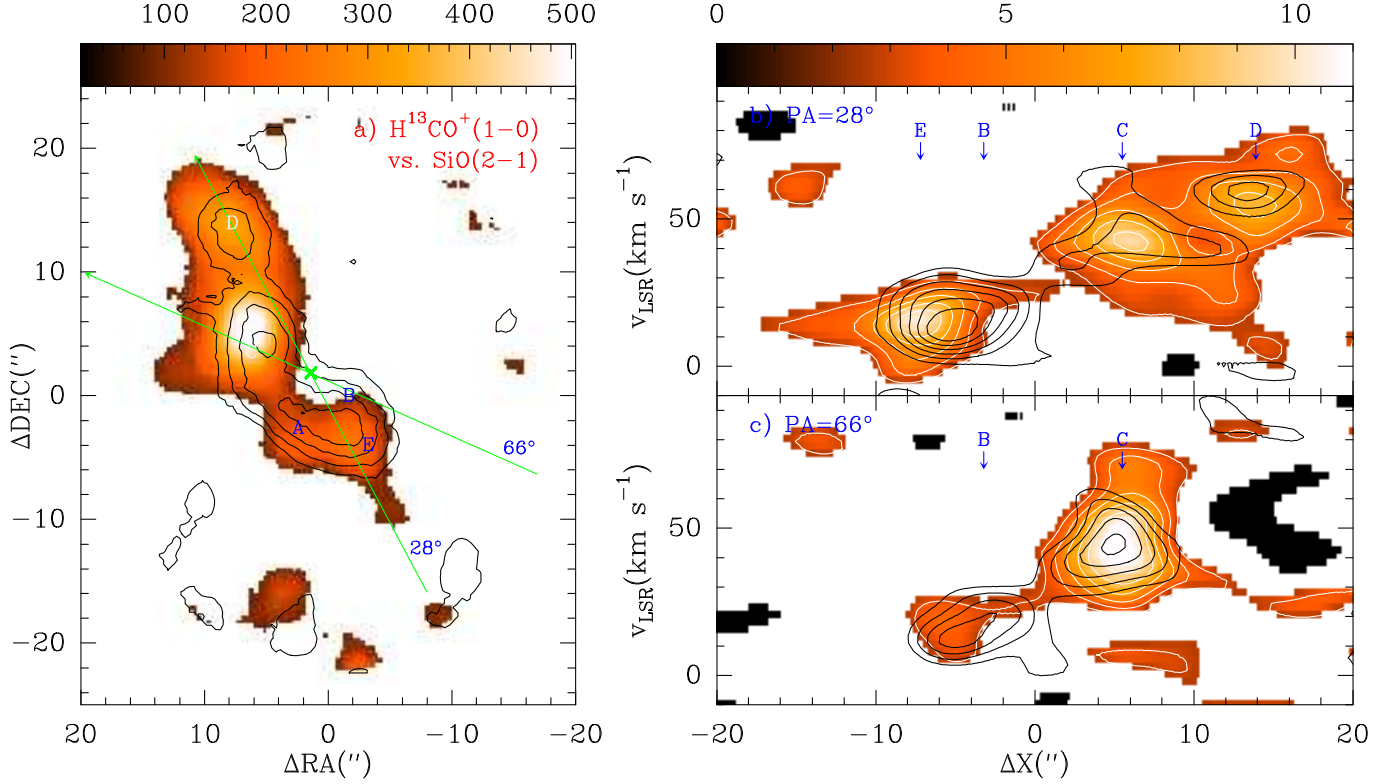 100 200 300 400 500
0 5 10
a) H¹³CO⁺(1−0)
vs. SiO(2−1)
D
A
B
E
66°
28°
20
10
0
−10
−20
ΔDEC(″)
20 10 0 −10 −20
ΔRA(″)
b) PA=28°
E B C D
50
0
v_LSR(km s⁻¹)
c) PA=66°
B C
50
0
v_LSR(km s⁻¹)
−20 −10 0 10 20
ΔX(″)